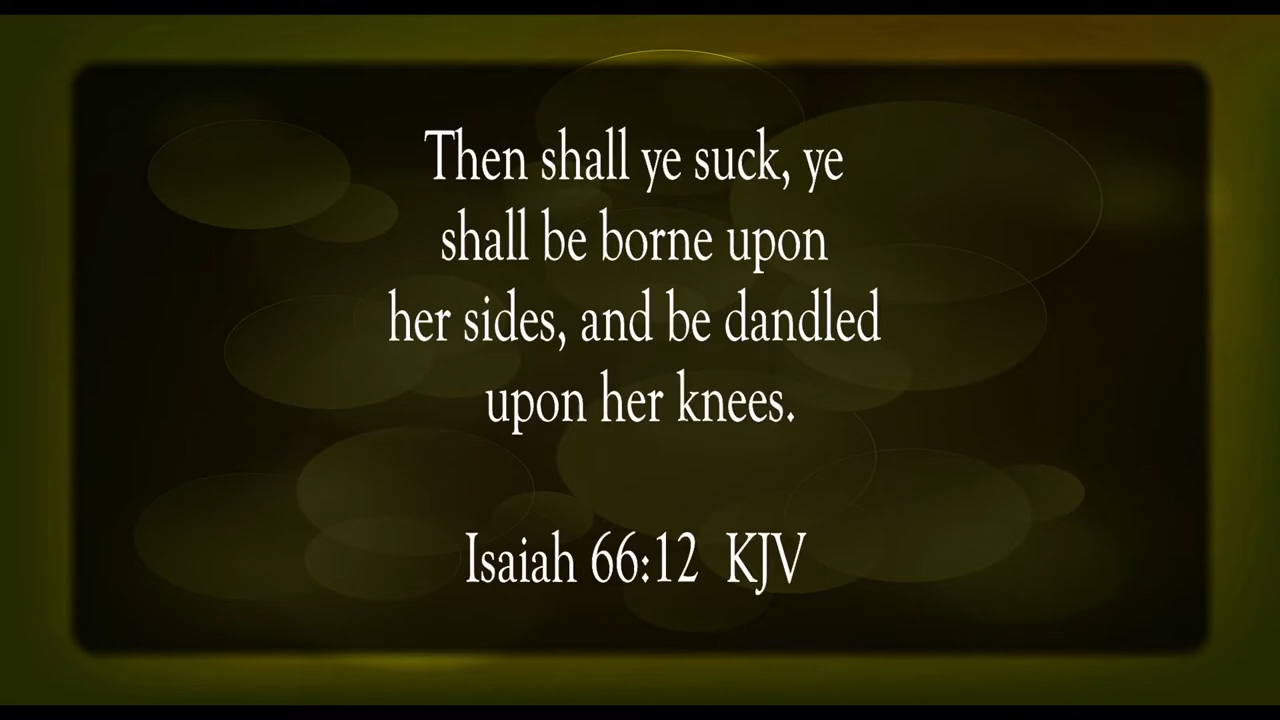 Then shall ye suck, ye
shall be borne upon
her sides, and be dandled
upon her knees.
Isaiah 66:12 KJV